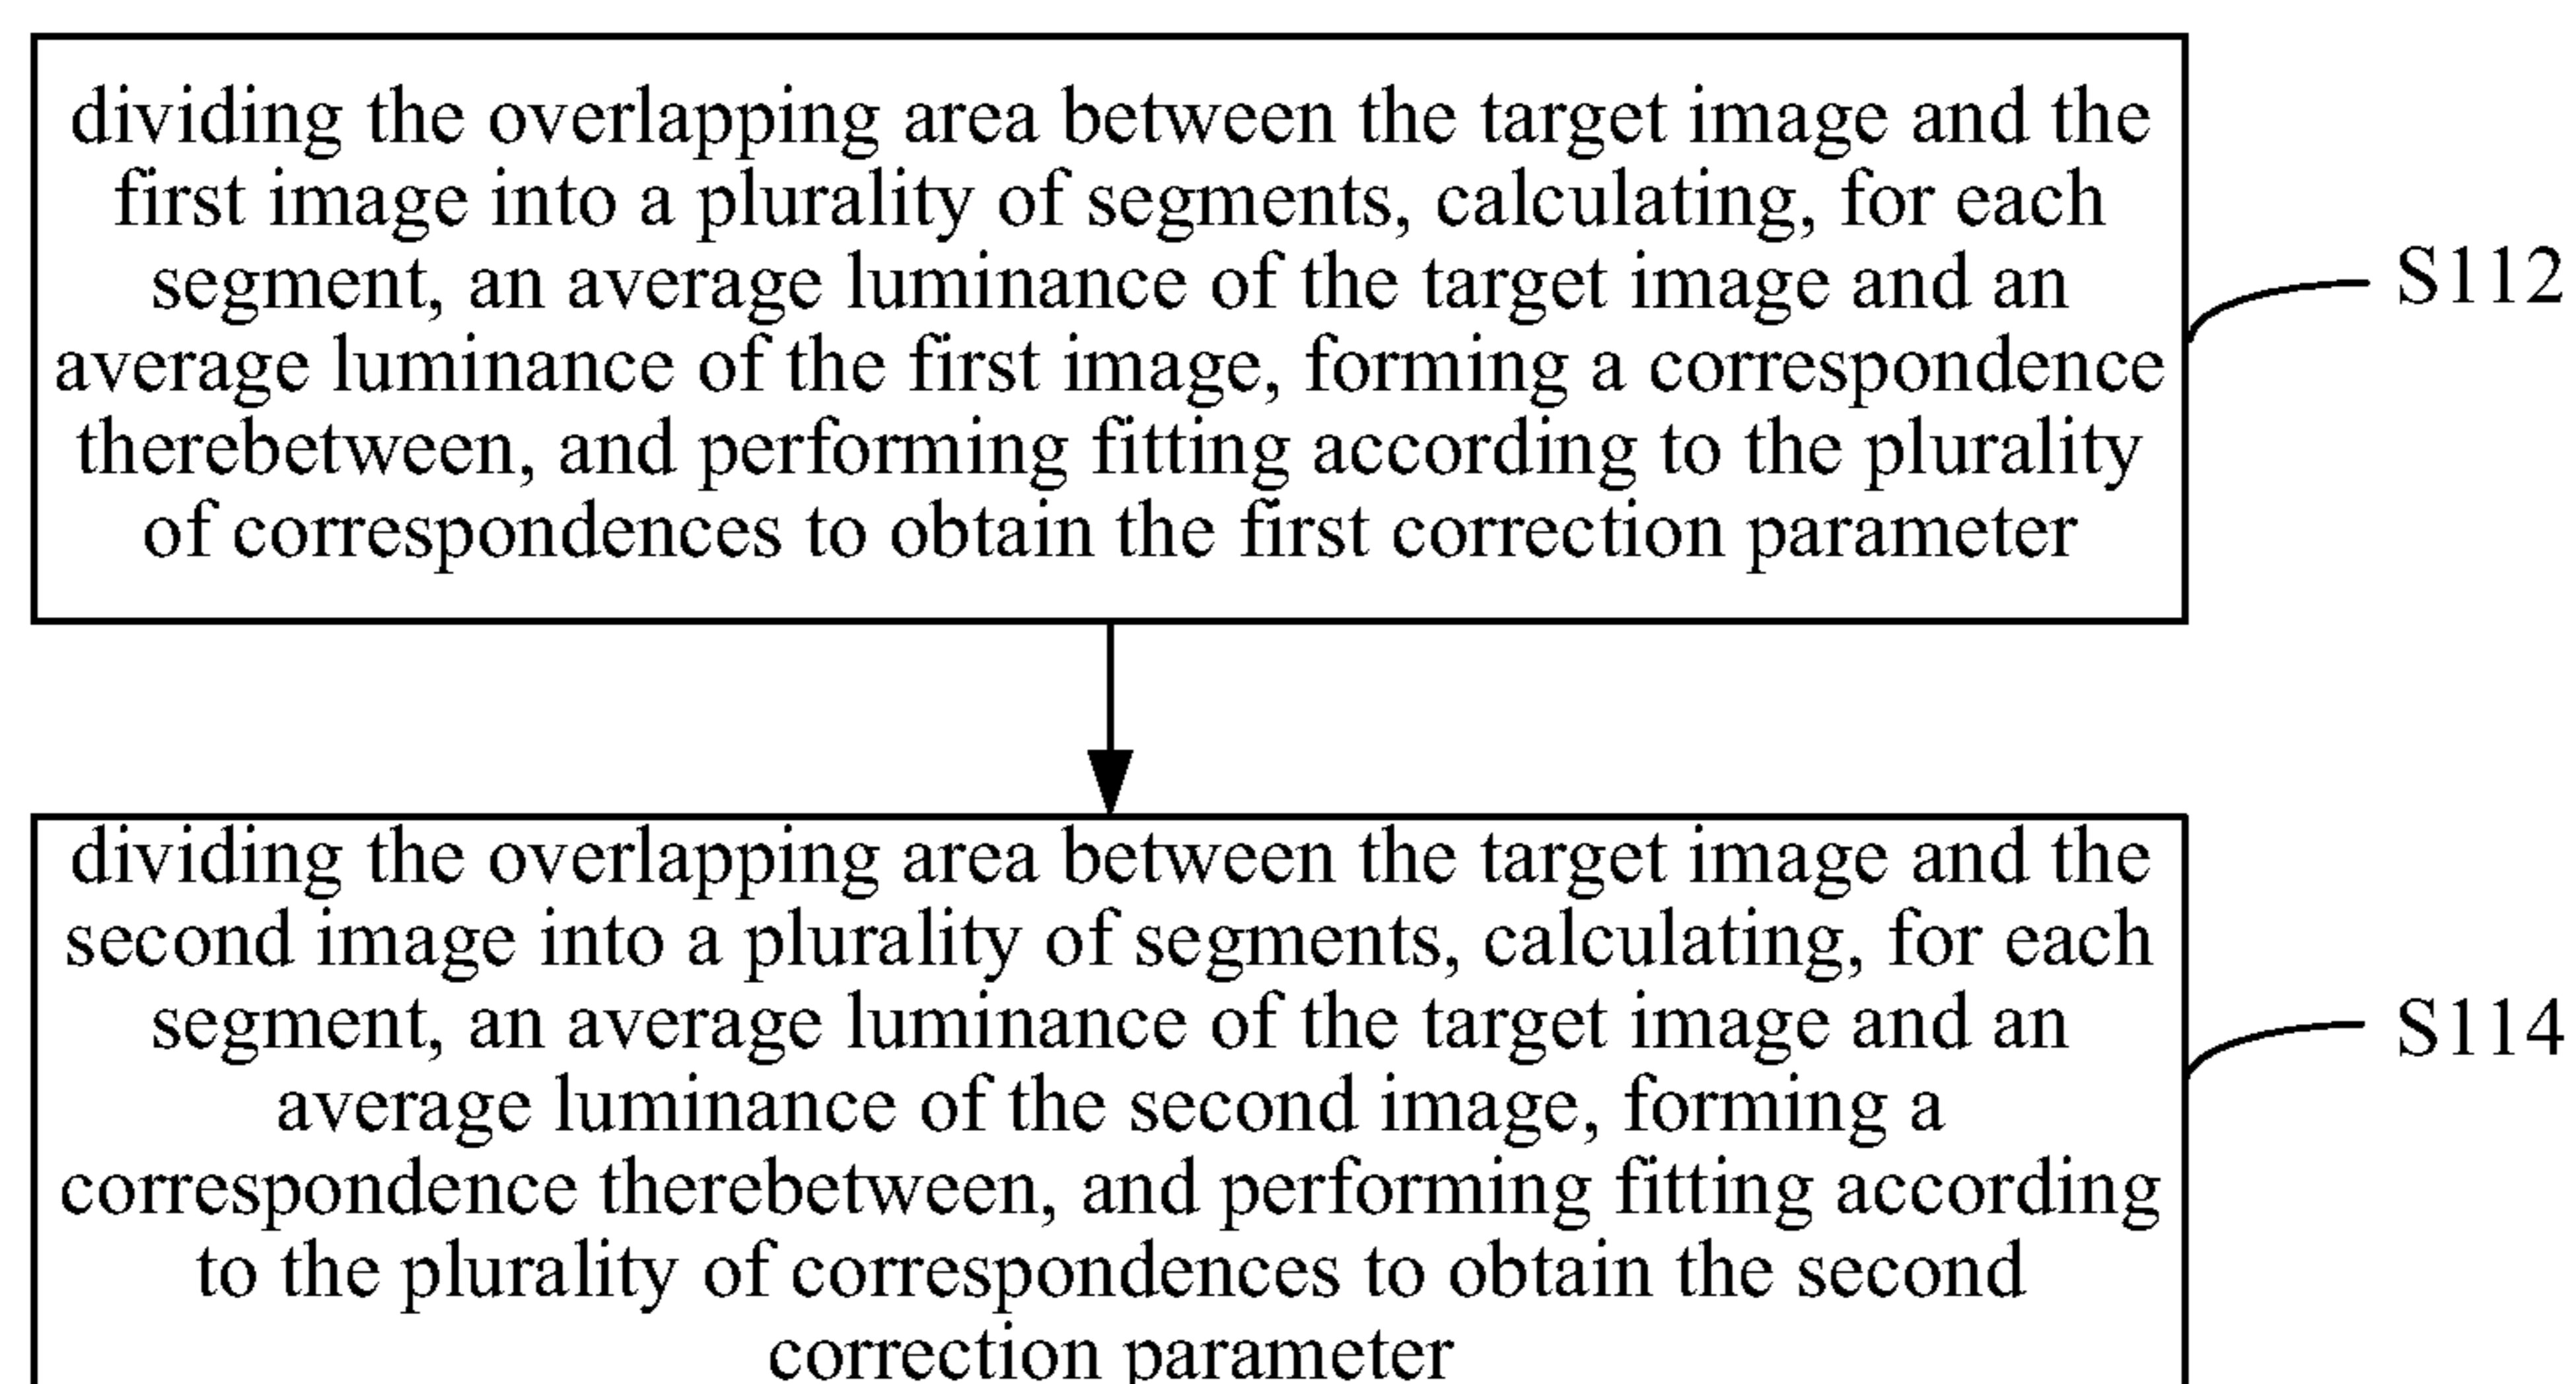 dividing the overlapping area between the target image and the
first image into a plurality of segments, calculating, for each
segment, an average luminance of the target image and an
average luminance of the first image, forming a correspondence
therebetween, and performing fitting according to the plurality
of correspondences to obtain the first correction parameter
S112
dividing the overlapping area between the target image and the
second image into a plurality of segments, calculating, for each
segment, an average luminance of the target image and an
average luminance of the second image, forming a
correspondence therebetween, and performing fitting according
to the plurality of correspondences to obtain the second
correction parameter
S114